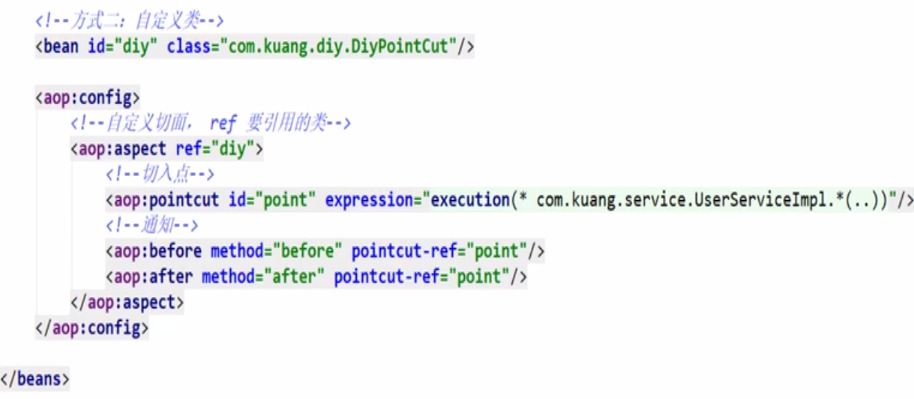 <!--方式二：自定义类-->
<bean id="diy" class="com.kuang.diy.DiyPointCut"/>
<aop:config>
<!--自定义切面， ref 要引用的类-->
<aop:aspect ref="diy">
<!--切入点-->
<aop:pointcut id="point" expression="execution(* com.kuang.service.UserServiceImpl.*(..))"/>
<!--通知-->
<aop:before method="before" pointcut-ref="point"/>
<aop:after method="after" pointcut-ref="point"/>
</aop:aspect>
</aop:config>
</beans>